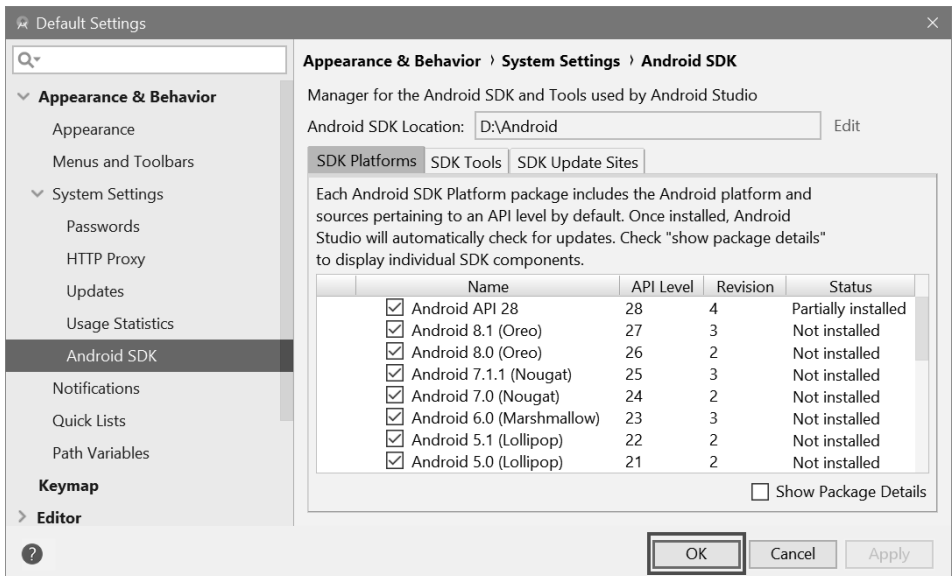 Default Settings
Appearance & Behavior
Appearance
Menus and Toolbars
System Settings
Passwords
HTTP Proxy
Updates
Usage Statistics
Android SDK
Notifications
Quick Lists
Path Variables
Keymap
Editor
Appearance & Behavior › System Settings › Android SDK
Manager for the Android SDK and Tools used by Android Studio
Android SDK Location: D:\Android Edit
SDK Platforms SDK Tools SDK Update Sites
Each Android SDK Platform package includes the Android platform and
sources pertaining to an API level by default. Once installed, Android
Studio will automatically check for updates. Check "show package details"
to display individual SDK components.
Name API Level Revision Status
Android API 28 28 4 Partially installed
Android 8.1 (Oreo) 27 3 Not installed
Android 8.0 (Oreo) 26 2 Not installed
Android 7.1.1 (Nougat) 25 3 Not installed
Android 7.0 (Nougat) 24 2 Not installed
Android 6.0 (Marshmallow) 23 3 Not installed
Android 5.1 (Lollipop) 22 2 Not installed
Android 5.0 (Lollipop) 21 2 Not installed
Show Package Details
? OK Cancel Apply